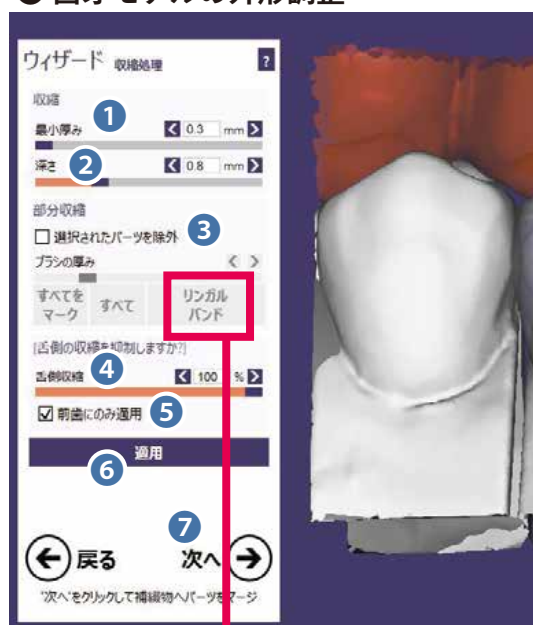 ウィザード 収縮処理 ?
収縮
最小厚み 1 0.3 mm
深さ 2 0.8 mm
部分収縮
選択されたパーツを除外 3
ブラシの厚み
すべてをマーク すべて リンガルバンド
[舌側の収縮を抑制しますか?]
舌側収縮 4 100 %
前歯にのみ適用 5
適用
6
7
戻る 次へ
'次へ'をクリックして補綴物へパーツをマージ